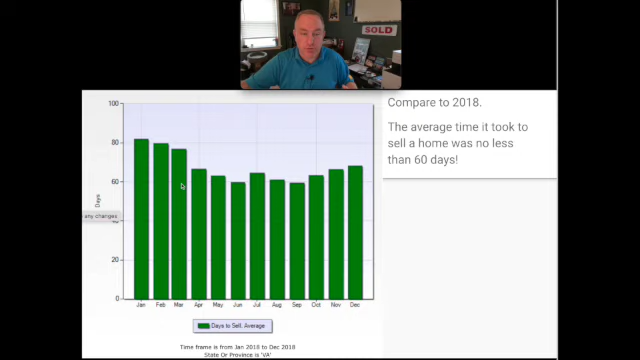 SOLD
Compare to 2018.
The average time it took to
sell a home was no less
than 60 days!
100
80
60
40
20
0
Days
any changes
Jan Feb Mar Apr May Jun Jul Aug Sep Oct Nov Dec
Days to Sell, Average
Time frame is from Jan 2018 to Dec 2018
State Or Province is 'VA'